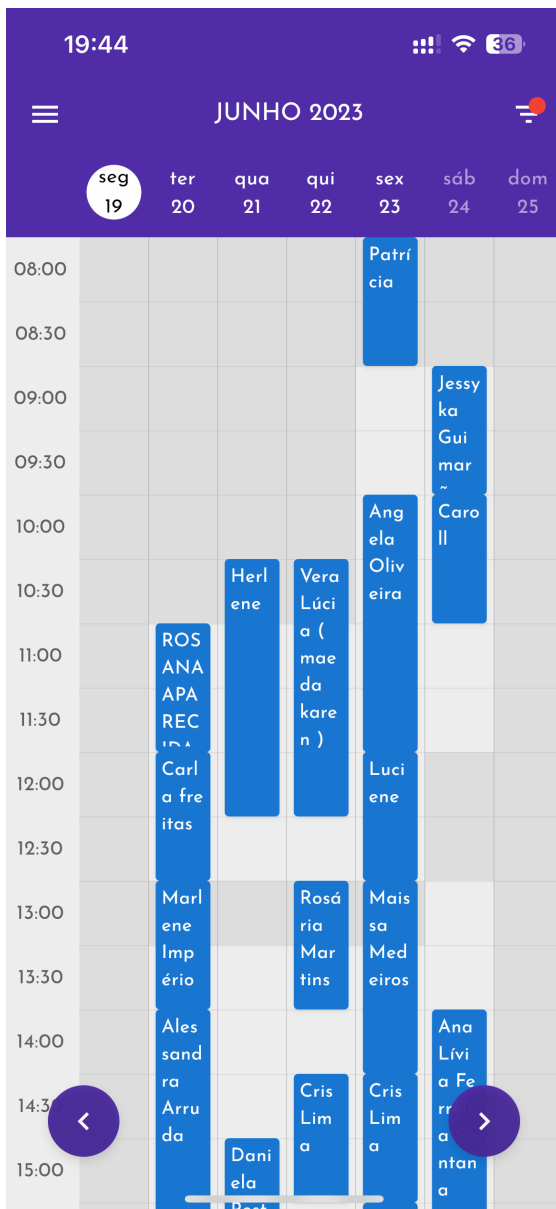 19:44
36
JUNHO 2023
seg ter qua qui sex sáb dom
19 20 21 22 23 24 25
08:00
08:30
09:00
09:30
10:00
10:30
11:00
11:30
12:00
12:30
13:00
13:30
14:00
14:3
15:00
ROS
ANA
APA
REC
IDA
Carl
a fre
itas
Marl
ene
Imp
ério
Ales
sand
ra
Arru
da
Herl
ene
Dani
ela
Vera
Lúci
a (
mae
da
kare
n )
Rosá
ria
Mar
tins
Cris
Lim
a
Patrí
cia
Ang
ela
Oliv
eira
Luci
ene
Mais
sa
Med
eiros
Cris
Lim
a
Jessy
ka
Gui
mar
Caro
ll
Ana
Lívi
a Fe
a
ntan
a